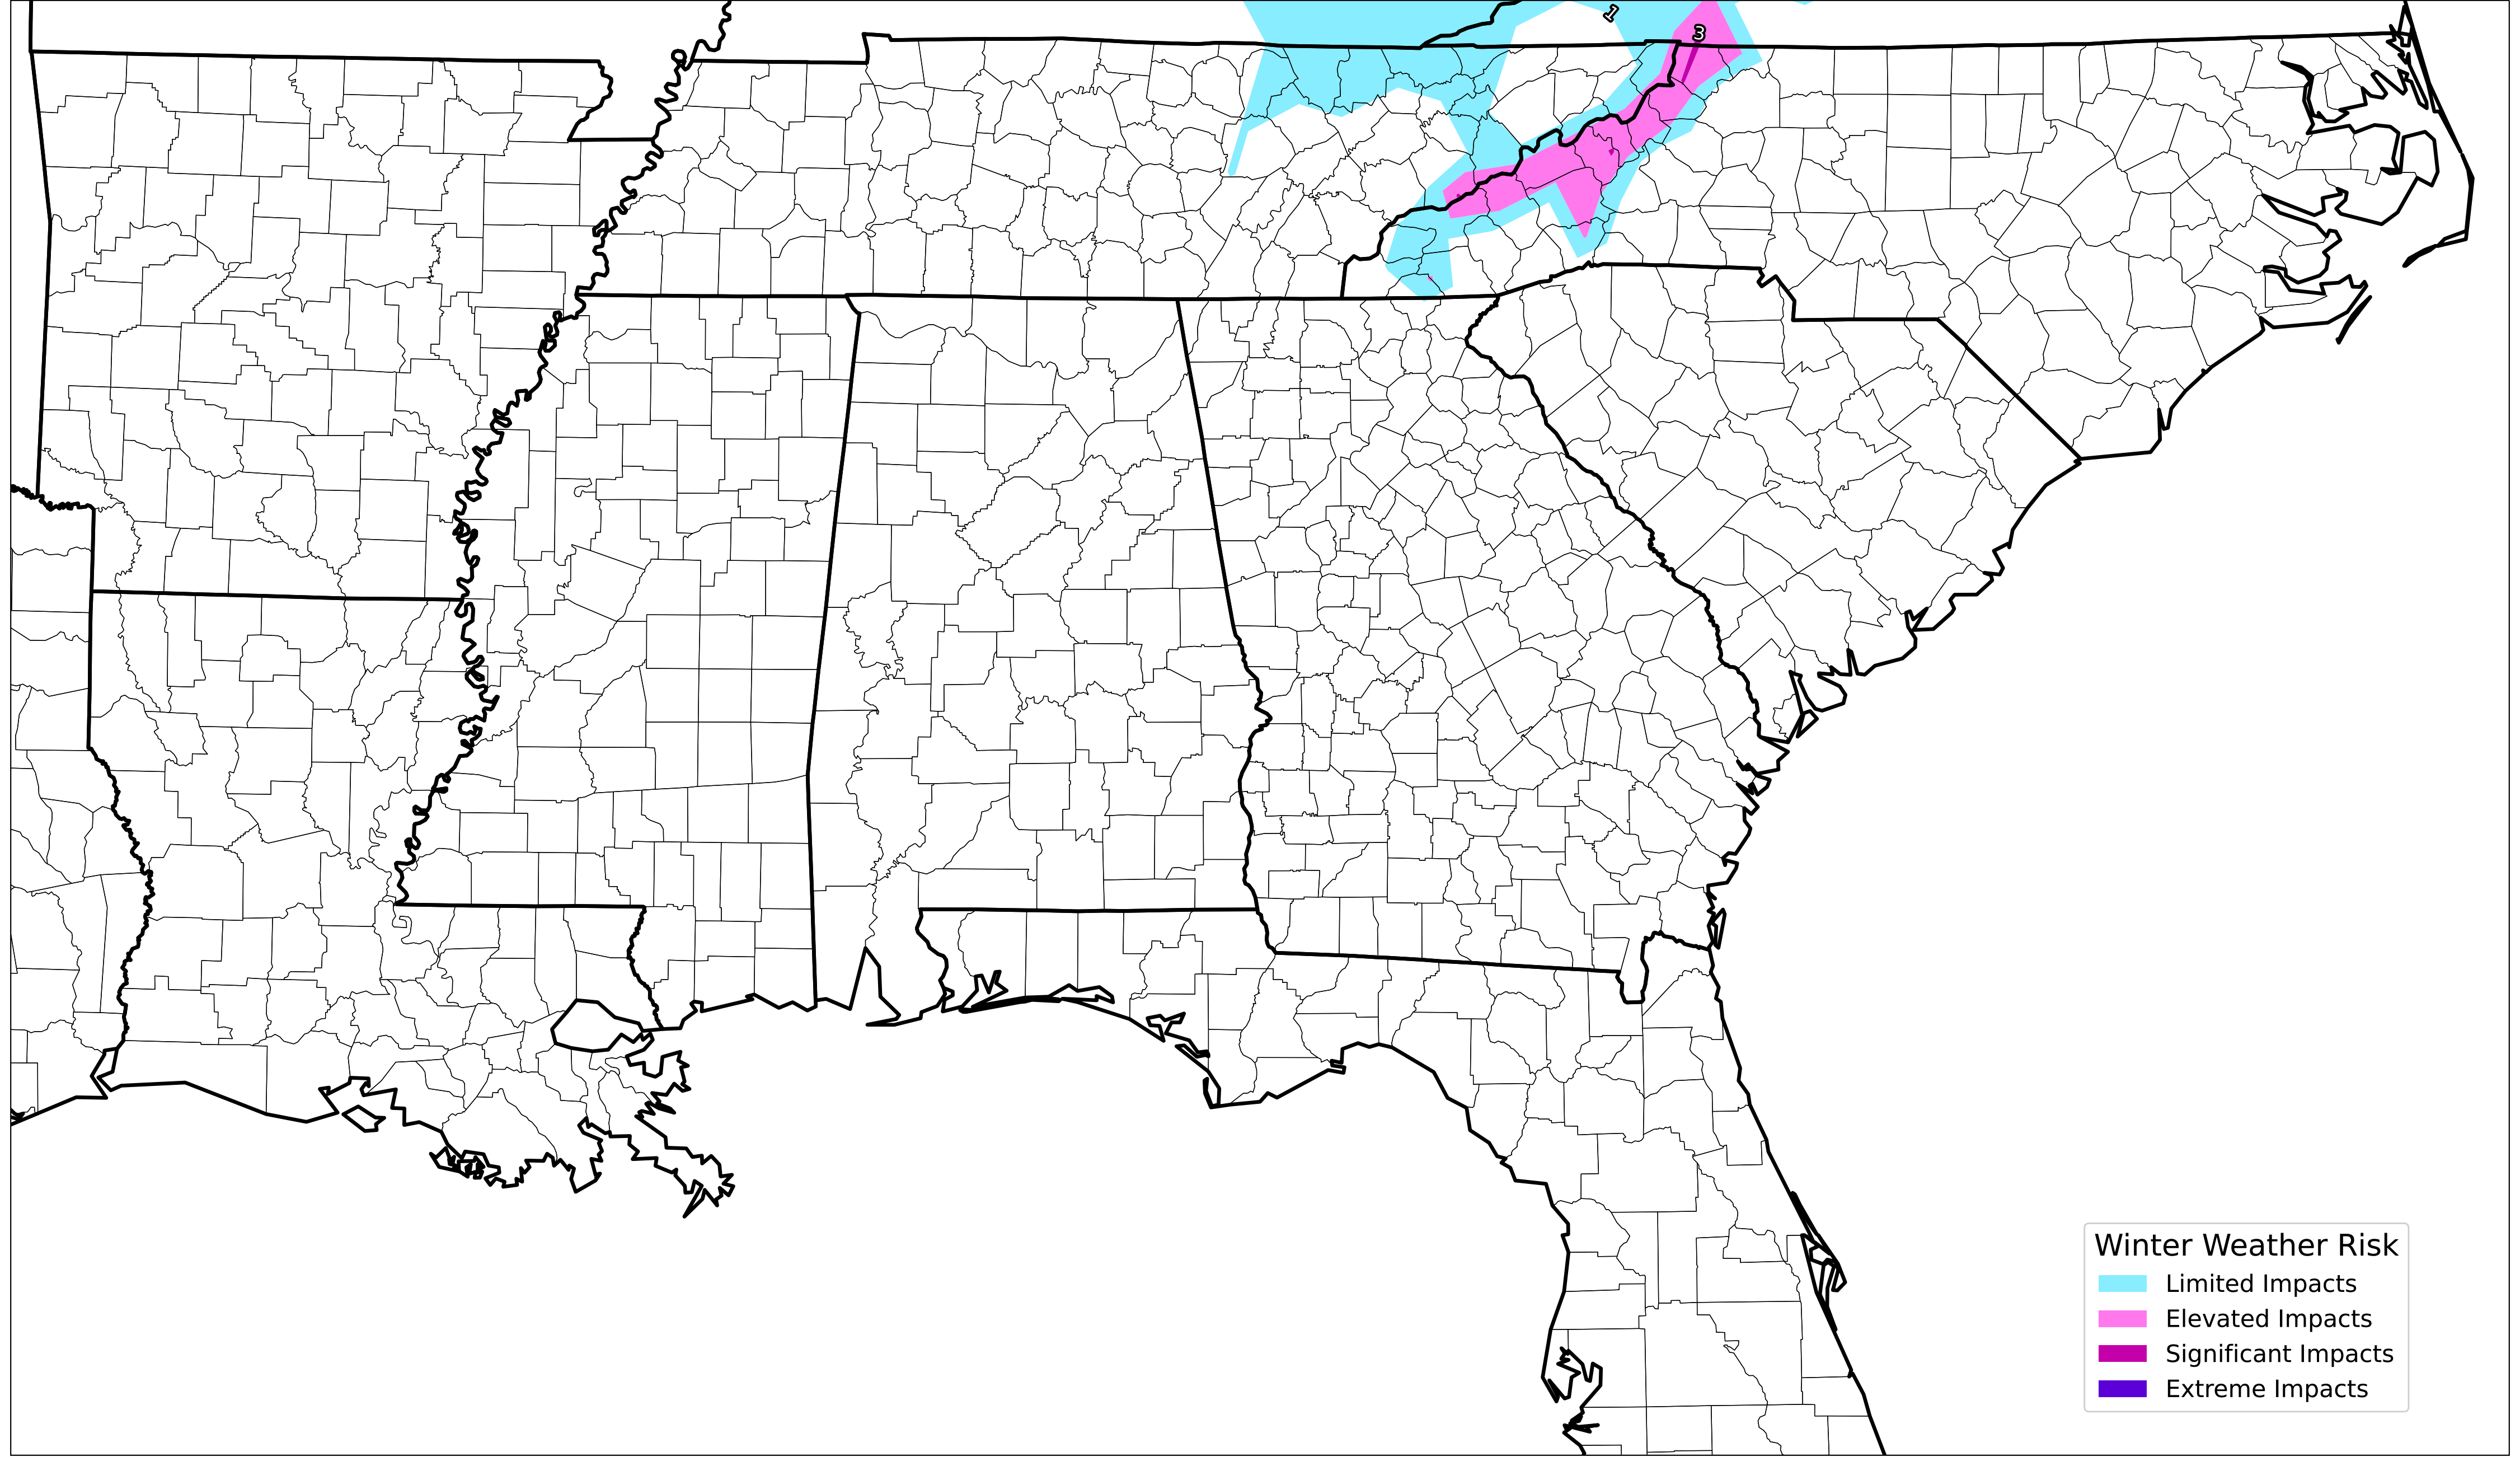 1
3
Winter Weather Risk
Limited Impacts
Elevated Impacts
Significant Impacts
Extreme Impacts